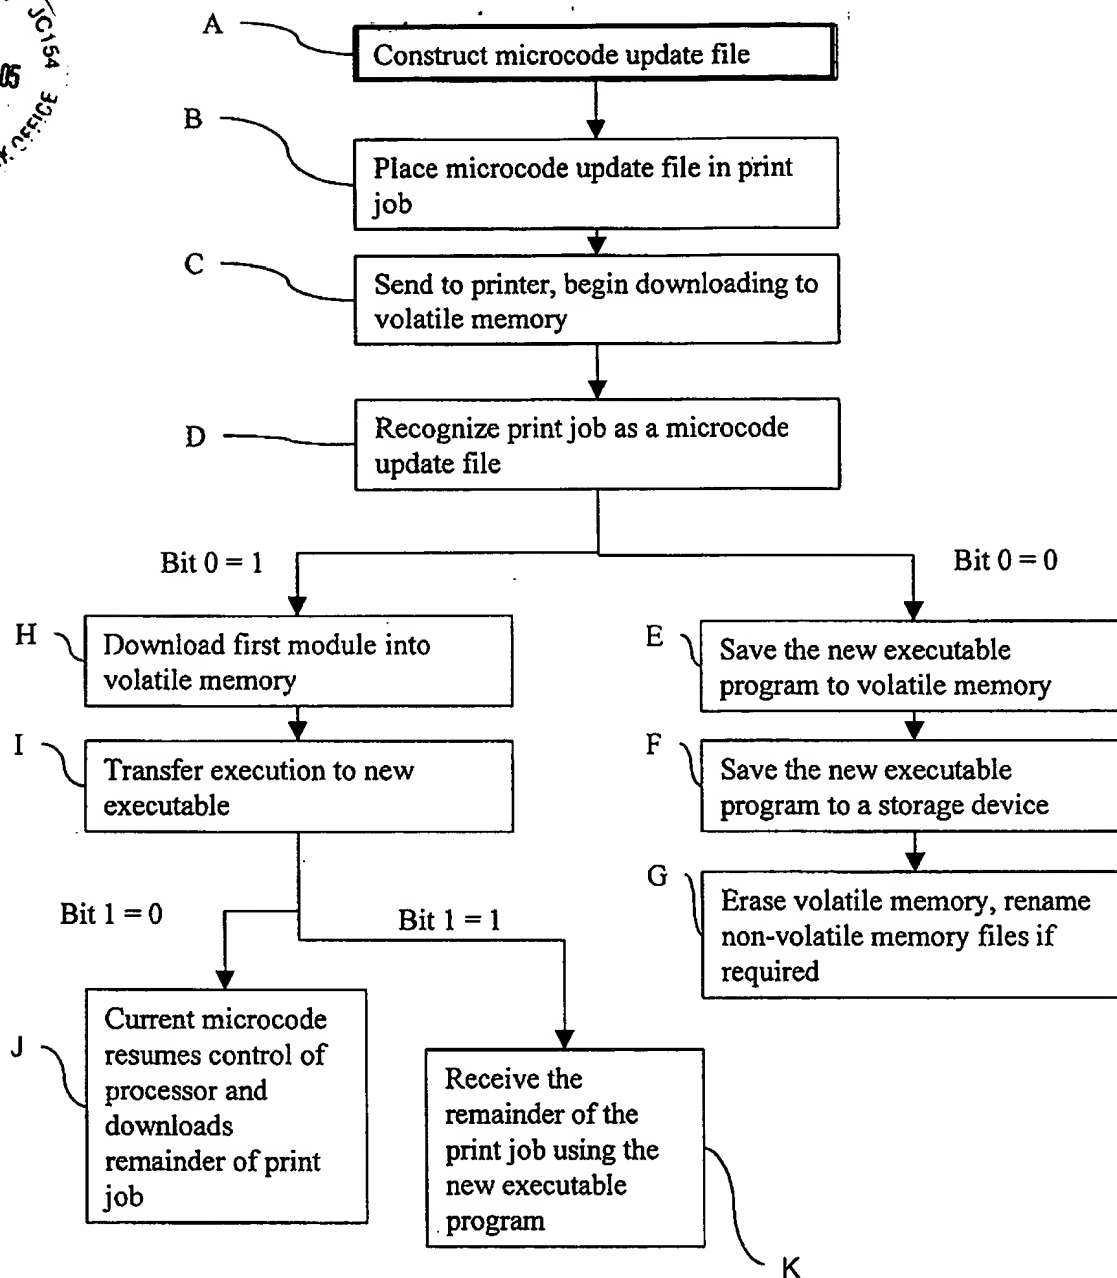 JC154
05
OFFICE
A
Construct microcode update file
B
Place microcode update file in print
job
C
Send to printer, begin downloading to
volatile memory
D
Recognize print job as a microcode
update file
Bit 0 = 1
Bit 0 = 0
H
Download first module into
volatile memory
E
Save the new executable
program to volatile memory
I
Transfer execution to new
executable
F
Save the new executable
program to a storage device
G
Erase volatile memory, rename
non-volatile memory files if
required
Bit 1 = 0
Bit 1 = 1
J
Current microcode
resumes control of
processor and
downloads
remainder of print
job
Receive the
remainder of the
print job using the
new executable
program
K